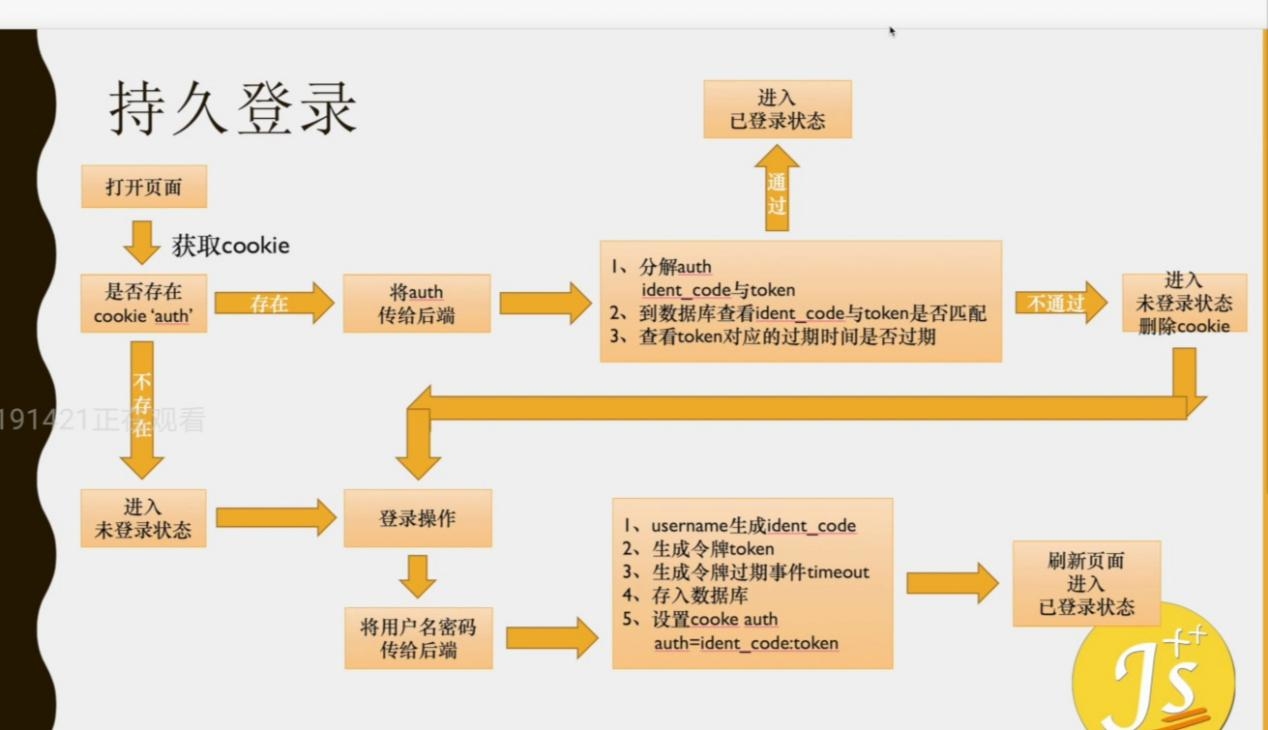 持久登录
进入
已登录状态
通
过
打开页面
获取cookie
是否存在
cookie ‘auth’
存在
将auth
传给后端
1、分解auth
ident_code与token
2、到数据库查看ident_code与token是否匹配
3、查看token对应的过期时间是否过期
不通过
进入
未登录状态
删除cookie
不
存
在
191421正在观看
进入
未登录状态
登录操作
将用户名密码
传给后端
1、username生成ident_code
2、生成令牌token
3、生成令牌过期事件timeout
4、存入数据库
5、设置cooke auth
auth=ident_code:token
刷新页面
进入
已登录状态
Js++